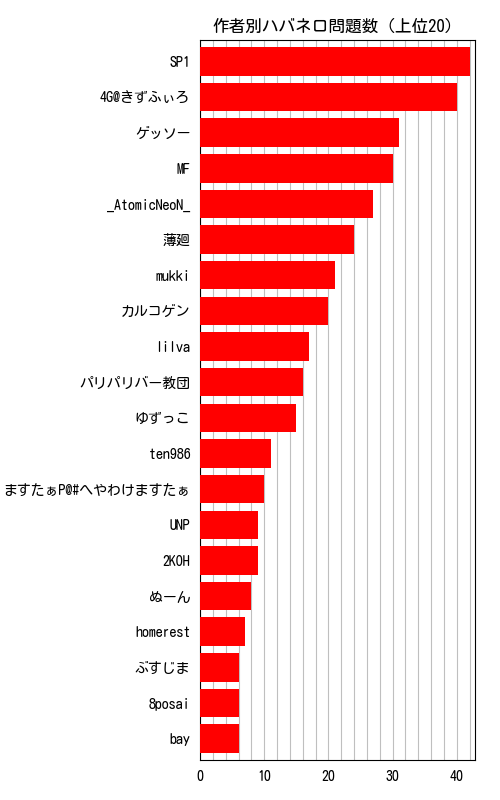 作者別ハバネロ問題数（上位20）
SP1
4G@きずふぃろ
ゲッソー
MF
_AtomicNeoN_
薄廻
mukki
カルコゲン
lilva
パリパリバー教団
ゆずっこ
ten986
ますたぁP@#へやわけますたぁ
UNP
2KOH
ぬーん
homerest
ぶすじま
8posai
bay
0 10 20 30 40